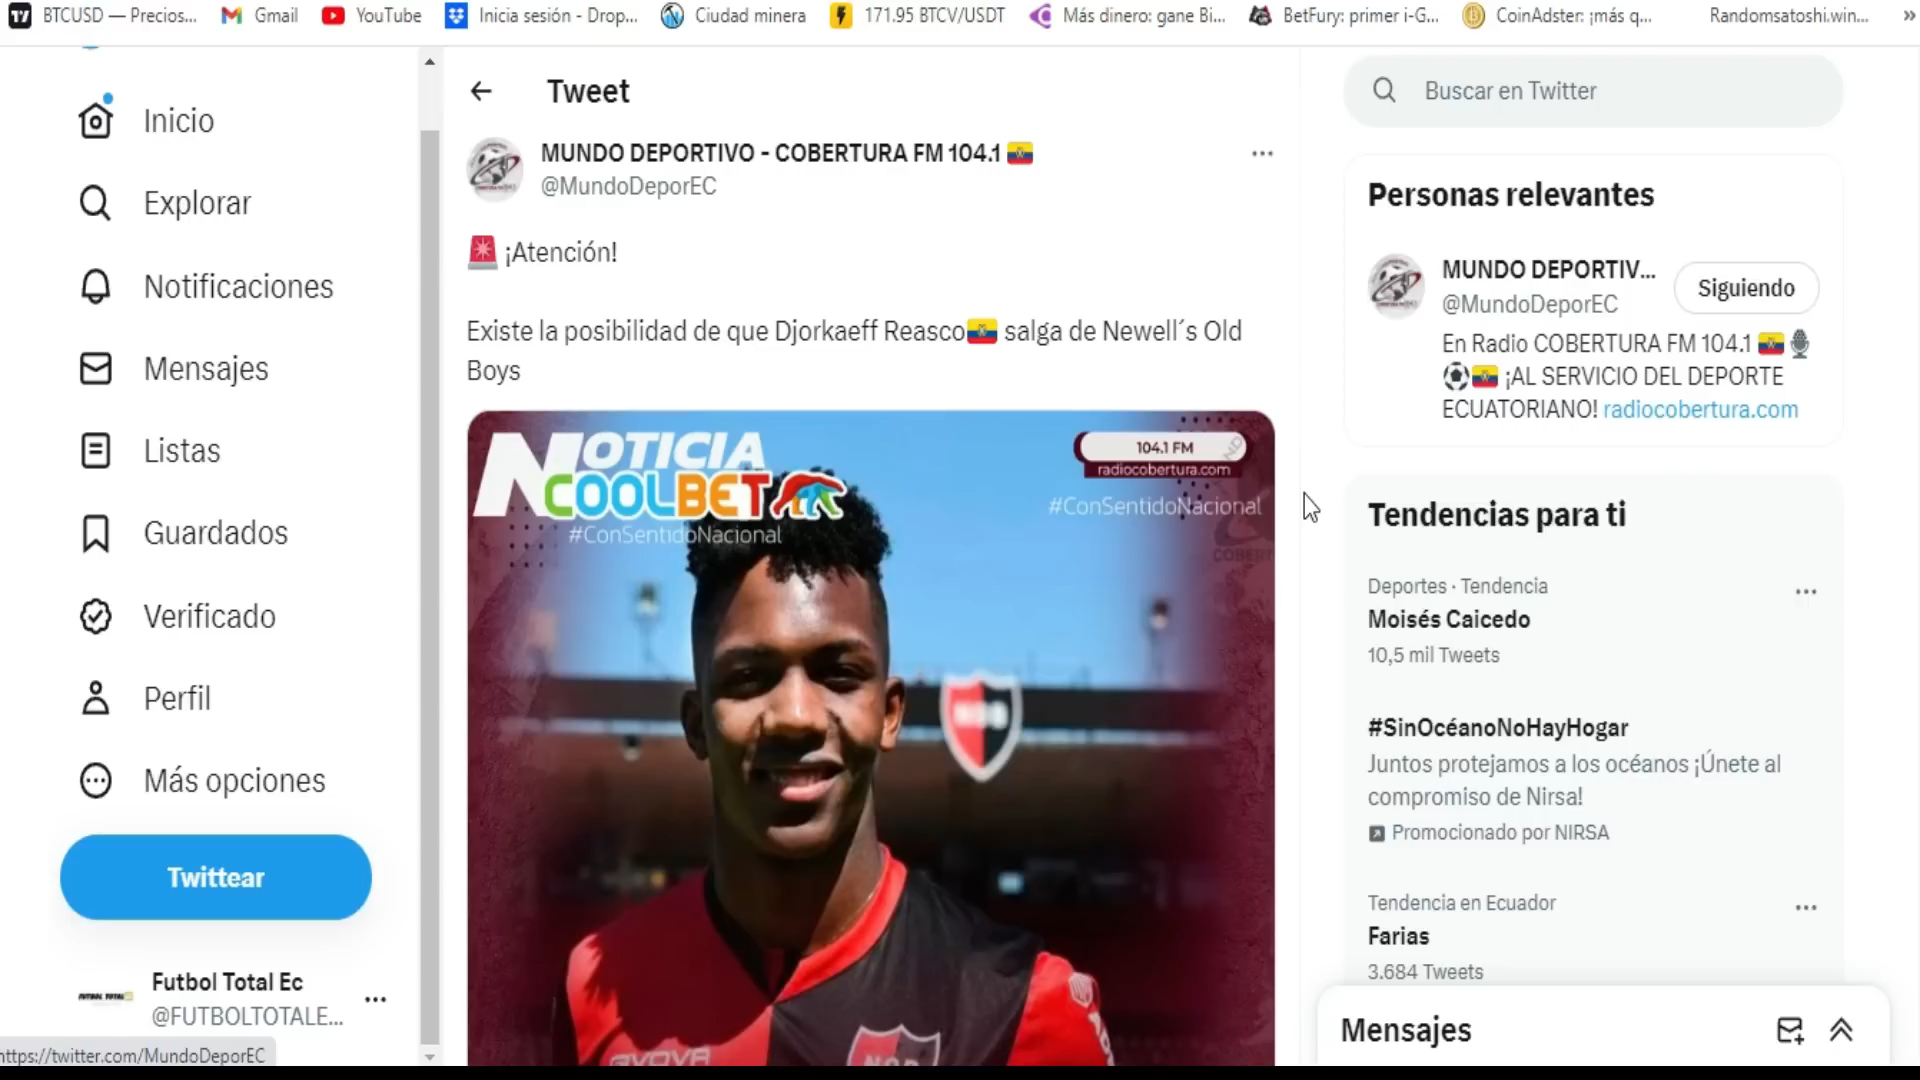 BTCUSD — Precios...
Gmail
YouTube
Inicia sesión - Drop...
Ciudad minera
171.95 BTCV/USDT
Más dinero: gane Bi...
BetFury: primer i-G...
CoinAdster: ¡más q...
Randomsatoshi.win...
»
Inicio
Explorar
Notificaciones
Mensajes
Listas
Guardados
Verificado
Perfil
Más opciones
Twittear
Futbol Total Ec
@FUTBOLTOTALE...
https://twitter.com/MundoDeporEC
Tweet
MUNDO DEPORTIVO - COBERTURA FM 104.1
@MundoDeporEC
¡Atención!
Existe la posibilidad de que Djorkaeff Reasco salga de Newell´s Old
Boys
NOTICIA
COOLBET
#ConSentidoNacional
104.1 FM
radiocobertura.com
#ConSentidoNacional
Buscar en Twitter
Personas relevantes
MUNDO DEPORTIV...
Siguiendo
@MundoDeporEC
En Radio COBERTURA FM 104.1
¡AL SERVICIO DEL DEPORTE
ECUATORIANO! radiocobertura.com
Tendencias para ti
Deportes · Tendencia
Moisés Caicedo
10,5 mil Tweets
#SinOcéanoNoHayHogar
Juntos protejamos a los océanos ¡Únete al
compromiso de Nirsa!
Promocionado por NIRSA
Tendencia en Ecuador
Farias
3.684 Tweets
Mensajes